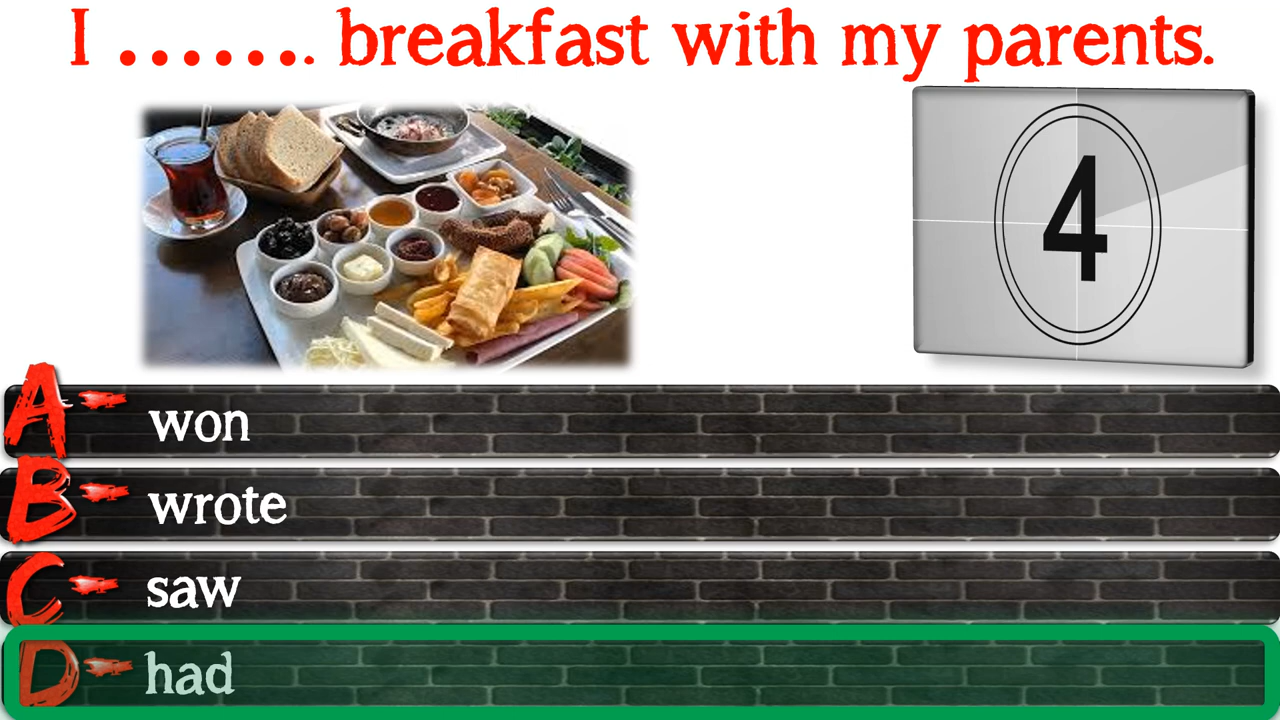 I ....... breakfast with my parents.
4
A- won
B- wrote
C- saw
D- had